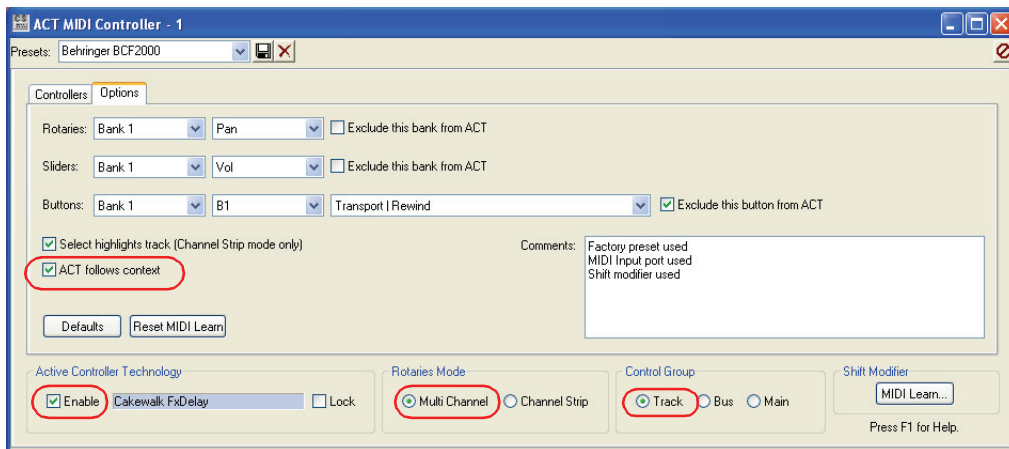 ACT MIDI Controller - 1
Presets: Behringer BCF2000
Controllers Options
Rotaries: Bank 1 Pan Exclude this bank from ACT
Sliders: Bank 1 Vol Exclude this bank from ACT
Buttons: Bank 1 B1 Transport | Rewind Exclude this button from ACT
Select highlights track (Channel Strip mode only)
ACT follows context
Comments: Factory preset used
MIDI Input port used
Shift modifier used
Defaults Reset MIDI Learn
Active Controller Technology
Enable Cakewalk FxDelay Lock
Rotaries Mode
Multi Channel Channel Strip
Control Group
Track Bus Main
Shift Modifier
MIDI Learn...
Press F1 for Help.